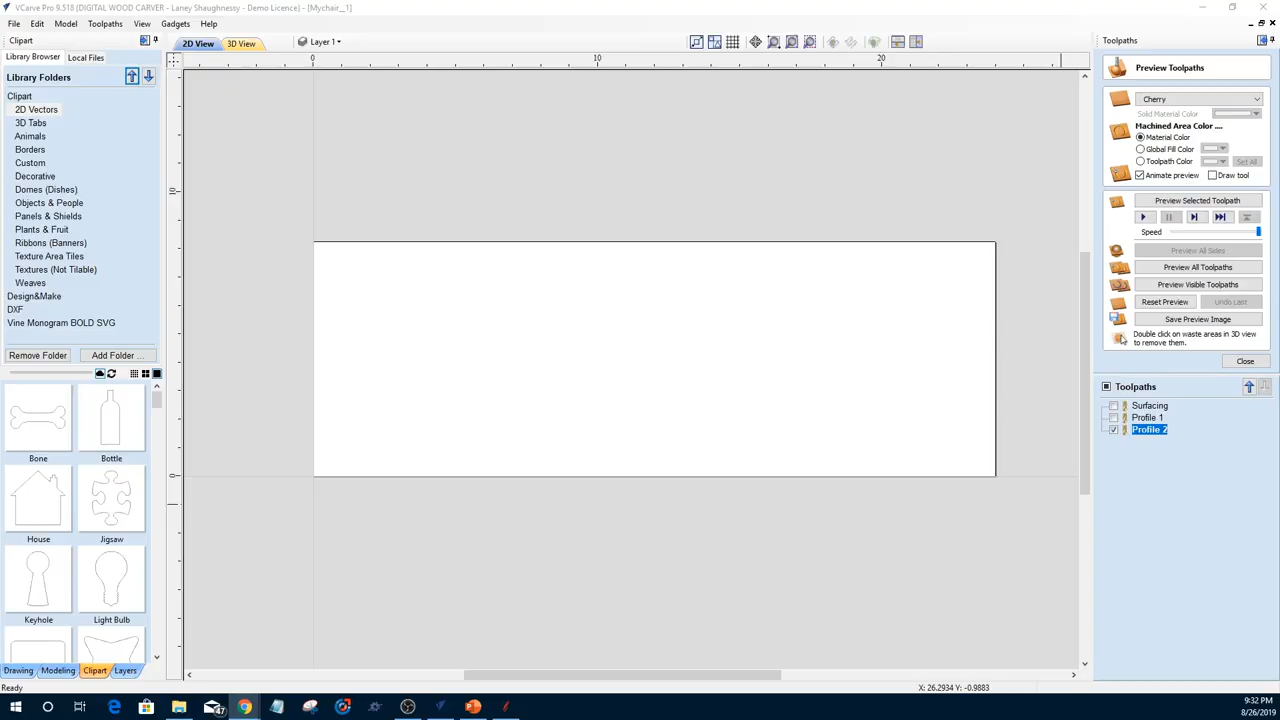 VCarve Pro 9.518 (DIGITAL WOOD CARVER - Laney Shaughnessy - Demo Licence) - [Mychair__1]
File Edit Model Toolpaths View Gadgets Help
Clipart
2D View 3D View Layer 1
Toolpaths
Library Browser Local Files
0 10 20
Library Folders
Preview Toolpaths
Clipart
2D Vectors
3D Tabs
Animals
Borders
Custom
Decorative
Domes (Dishes)
Objects & People
Panels & Shields
Plants & Fruit
Ribbons (Banners)
Texture Area Tiles
Textures (Not Tilable)
Weaves
Design&Make
DXF
Vine Monogram BOLD SVG
Remove Folder Add Folder ...
Bone Bottle
House Jigsaw
Keyhole Light Bulb
Drawing Modeling Clipart Layers
10
0
Cherry
Solid Material Color
Machined Area Color ....
Material Color
Global Fill Color
Toolpath Color Set All
Animate preview Draw tool
Preview Selected Toolpath
Speed
Preview All Sides
Preview All Toolpaths
Preview Visible Toolpaths
Reset Preview Undo Last
Save Preview Image
Double click on waste areas in 3D view
to remove them.
Close
Toolpaths
Surfacing
Profile 1
Profile 2
Ready X: 26.2934 Y: -0.9883
47
9:32 PM
8/26/2019